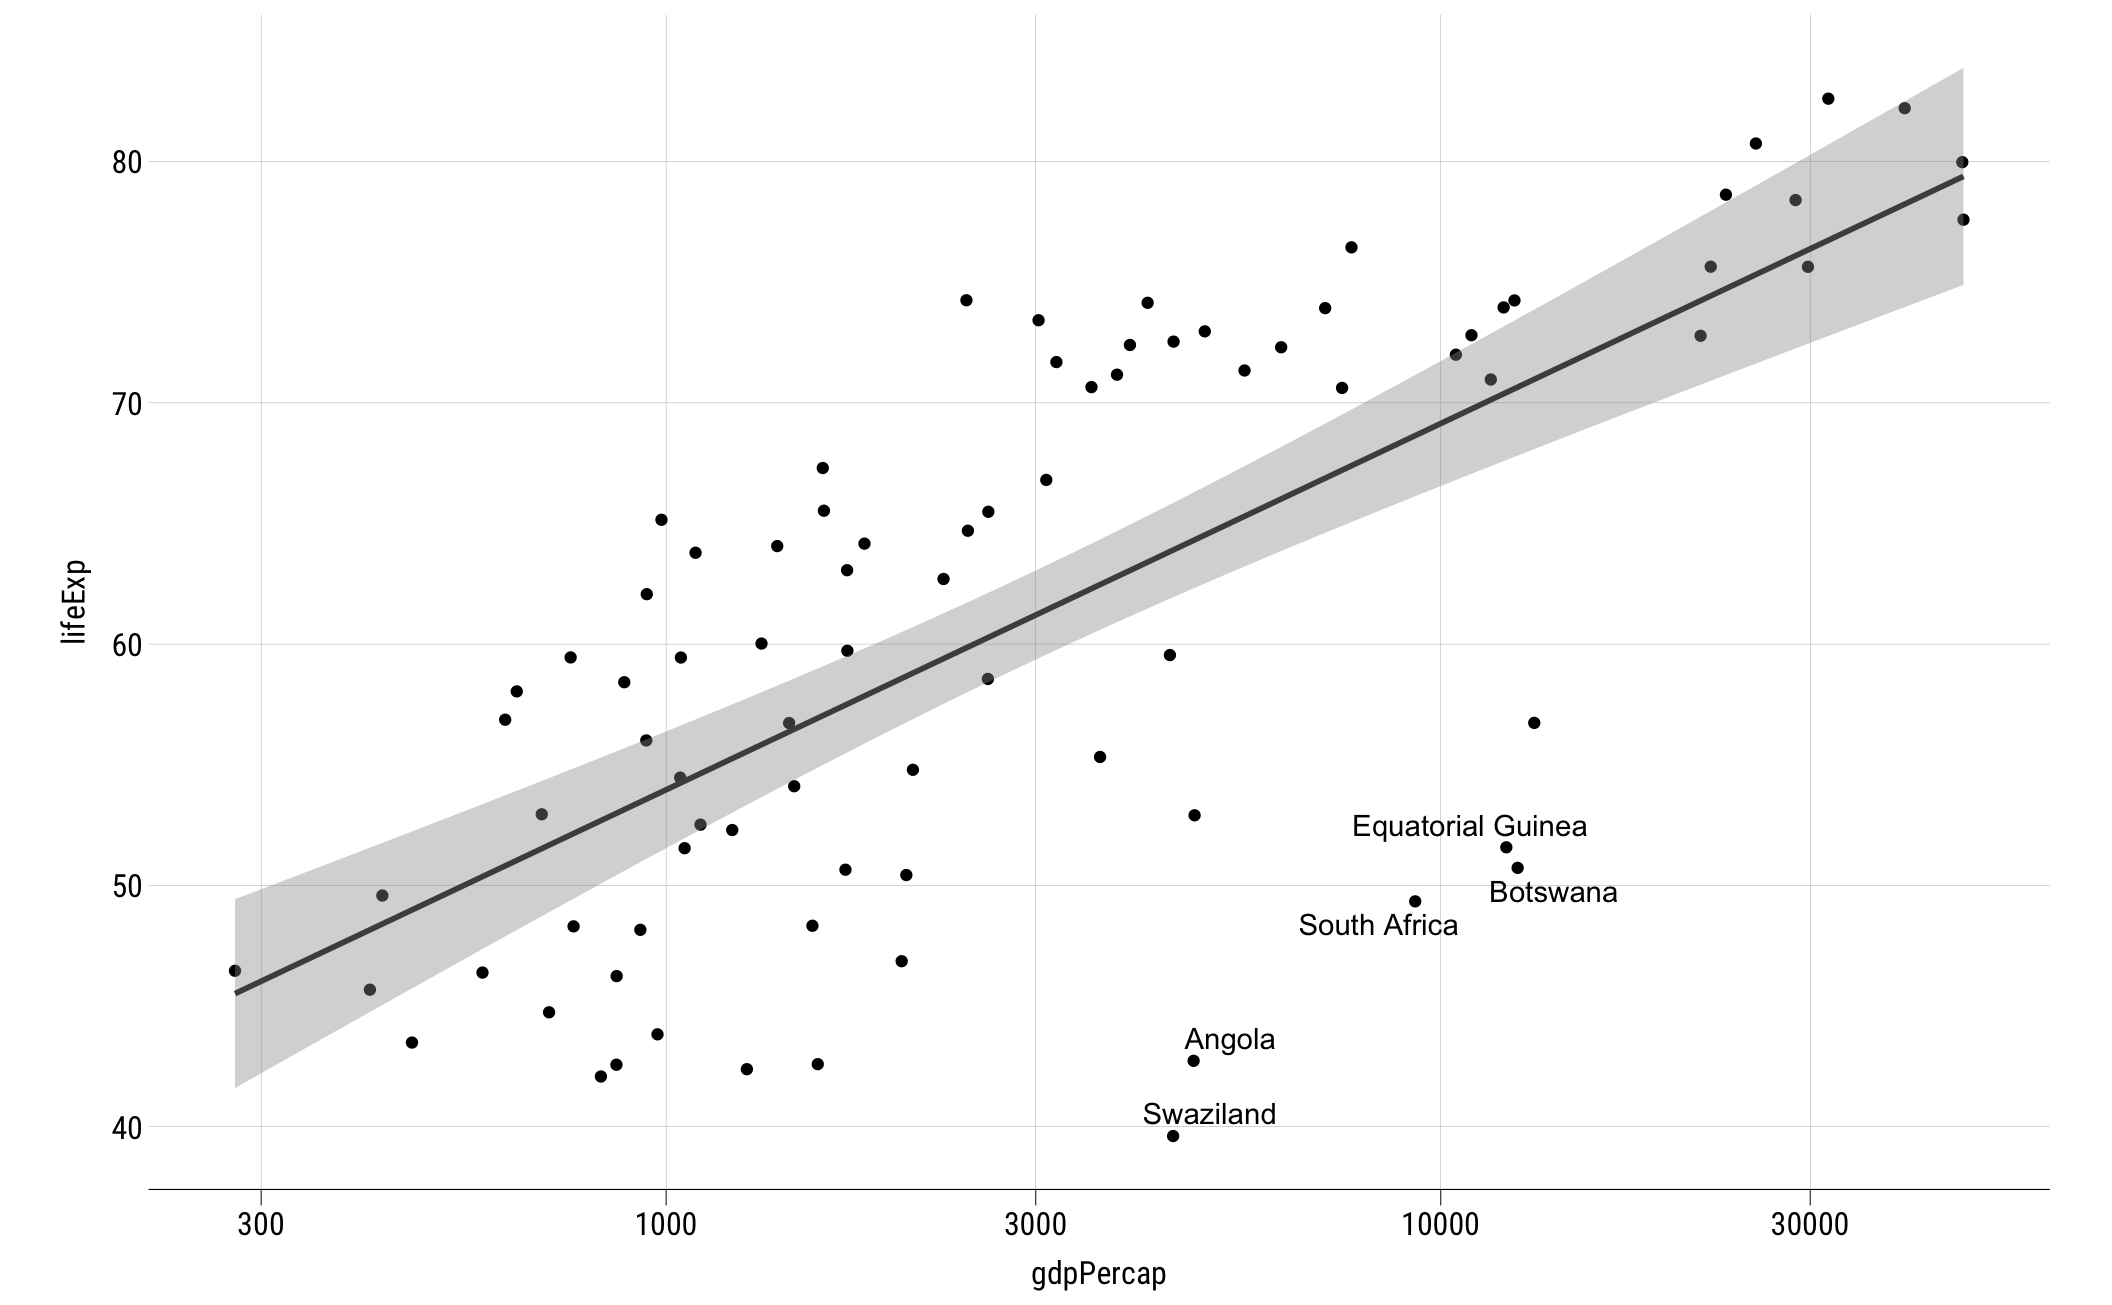 80
70
60
50
40
lifeExp
Equatorial Guinea
Botswana
South Africa
Angola
Swaziland
300 1000 3000 10000 30000
gdpPercap